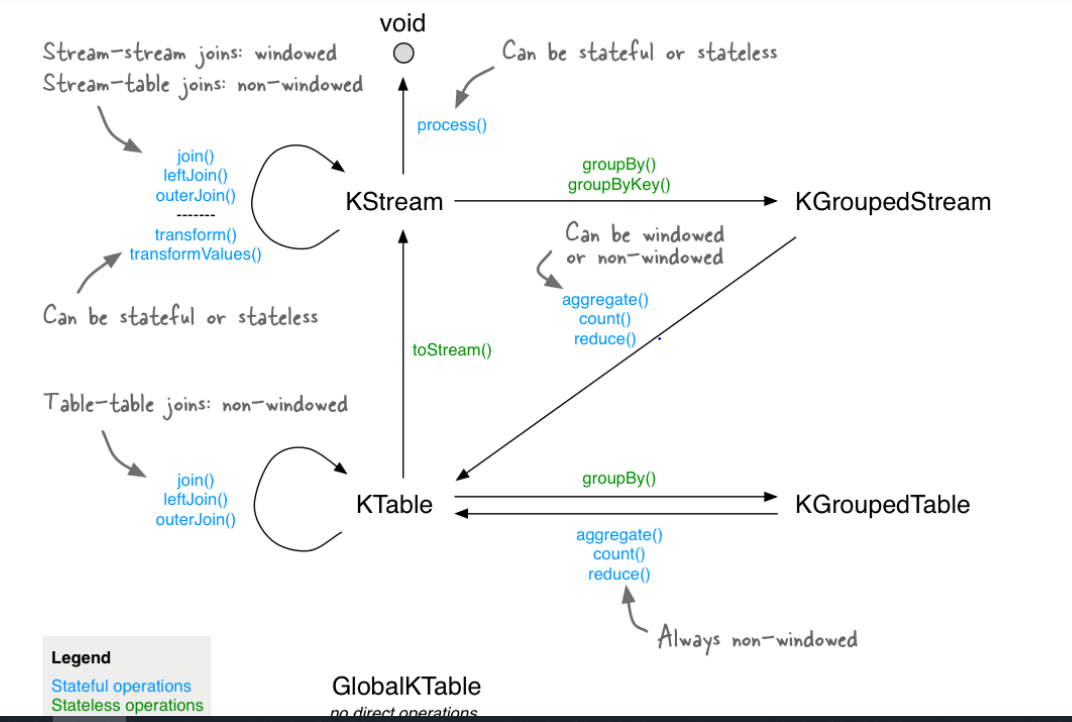 void
Stream-stream joins: windowed
Stream-table joins: non-windowed
Can be stateful or stateless
process()
join()
leftJoin()
outerJoin()
-------
transform()
transformValues()
KStream
groupBy()
groupByKey()
KGroupedStream
Can be windowed
or non-windowed
aggregate()
count()
reduce()
Can be stateful or stateless
toStream()
Table-table joins: non-windowed
join()
leftJoin()
outerJoin()
KTable
groupBy()
KGroupedTable
aggregate()
count()
reduce()
Always non-windowed
Legend
Stateful operations
Stateless operations
GlobalKTable
no direct operations